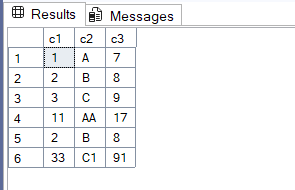 Results Messages
c1 c2 c3
1 1 A 7
2 2 B 8
3 3 C 9
4 11 AA 17
5 2 B 8
6 33 C1 91